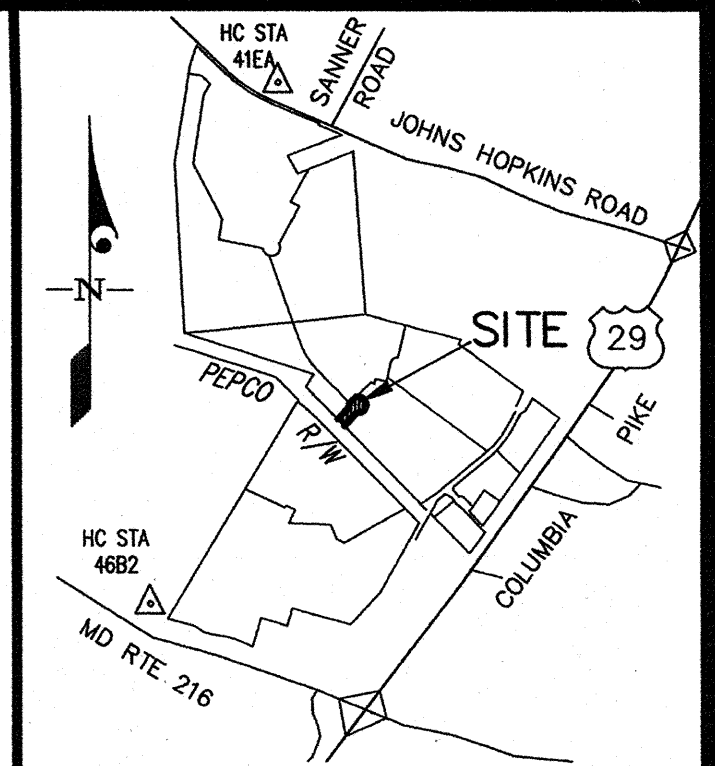 HC STA
41EA
SANNER
ROAD
JOHNS HOPKINS ROAD
N
SITE
29
PEPCO
R/W
PIKE
COLUMBIA
HC STA
46B2
MD RTE. 216